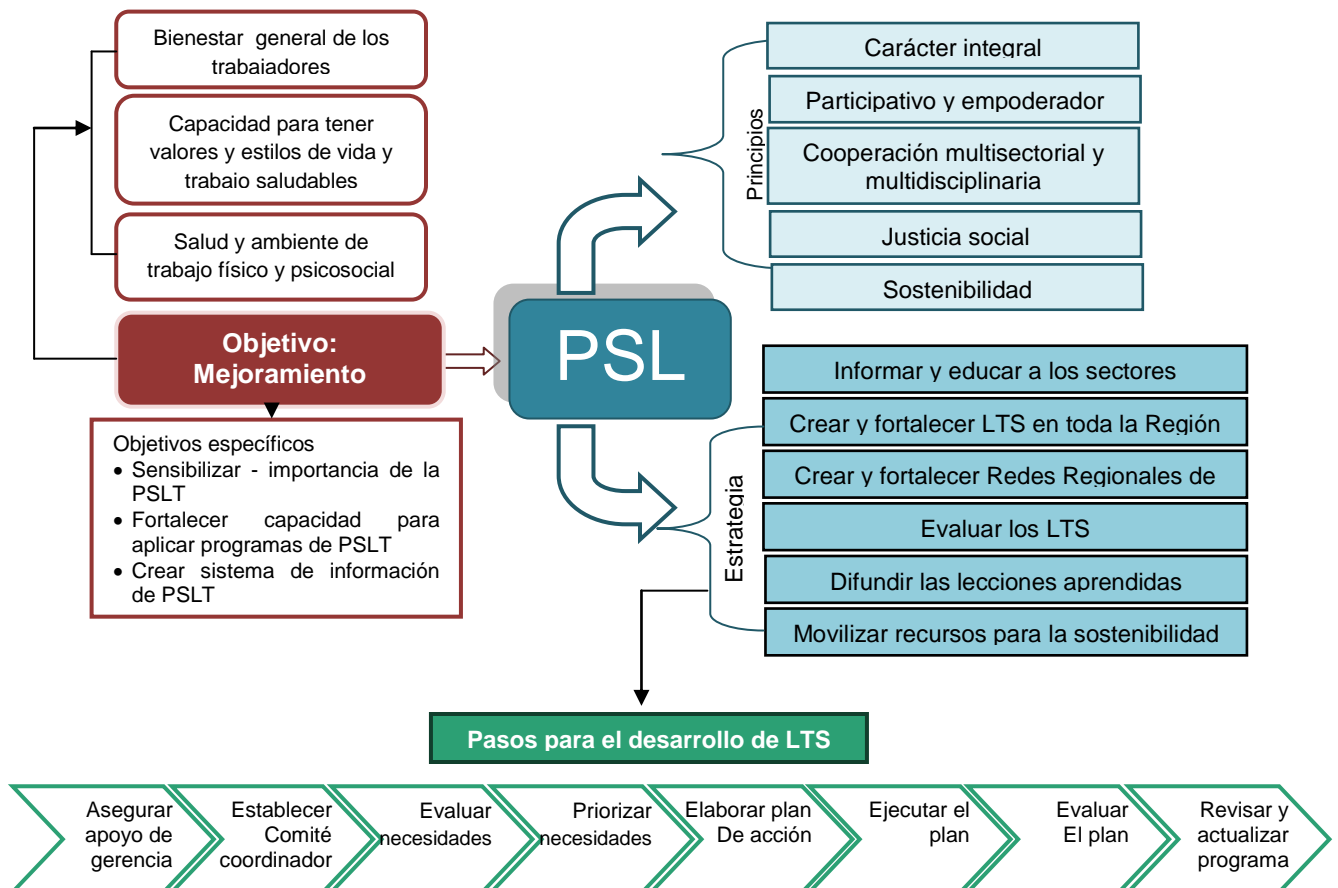 Bienestar general de los
trabajadores
Capacidad para tener
valores y estilos de vida y
trabajo saludables
Salud y ambiente de
trabajo físico y psicosocial
Objetivo:
Mejoramiento
Objetivos específicos
• Sensibilizar - importancia de la
PSLT
• Fortalecer capacidad para
aplicar programas de PSLT
• Crear sistema de información
de PSLT
PSL
Principios
Carácter integral
Participativo y empoderador
Cooperación multisectorial y
multidisciplinaria
Justicia social
Sostenibilidad
Estrategia
Informar y educar a los sectores
Crear y fortalecer LTS en toda la Región
Crear y fortalecer Redes Regionales de
Evaluar los LTS
Difundir las lecciones aprendidas
Movilizar recursos para la sostenibilidad
Pasos para el desarrollo de LTS
Asegurar
apoyo de
gerencia
Establecer
Comité
coordinador
Evaluar
necesidades
Priorizar
necesidades
Elaborar plan
De acción
Ejecutar el
plan
Evaluar
El plan
Revisar y
actualizar
programa